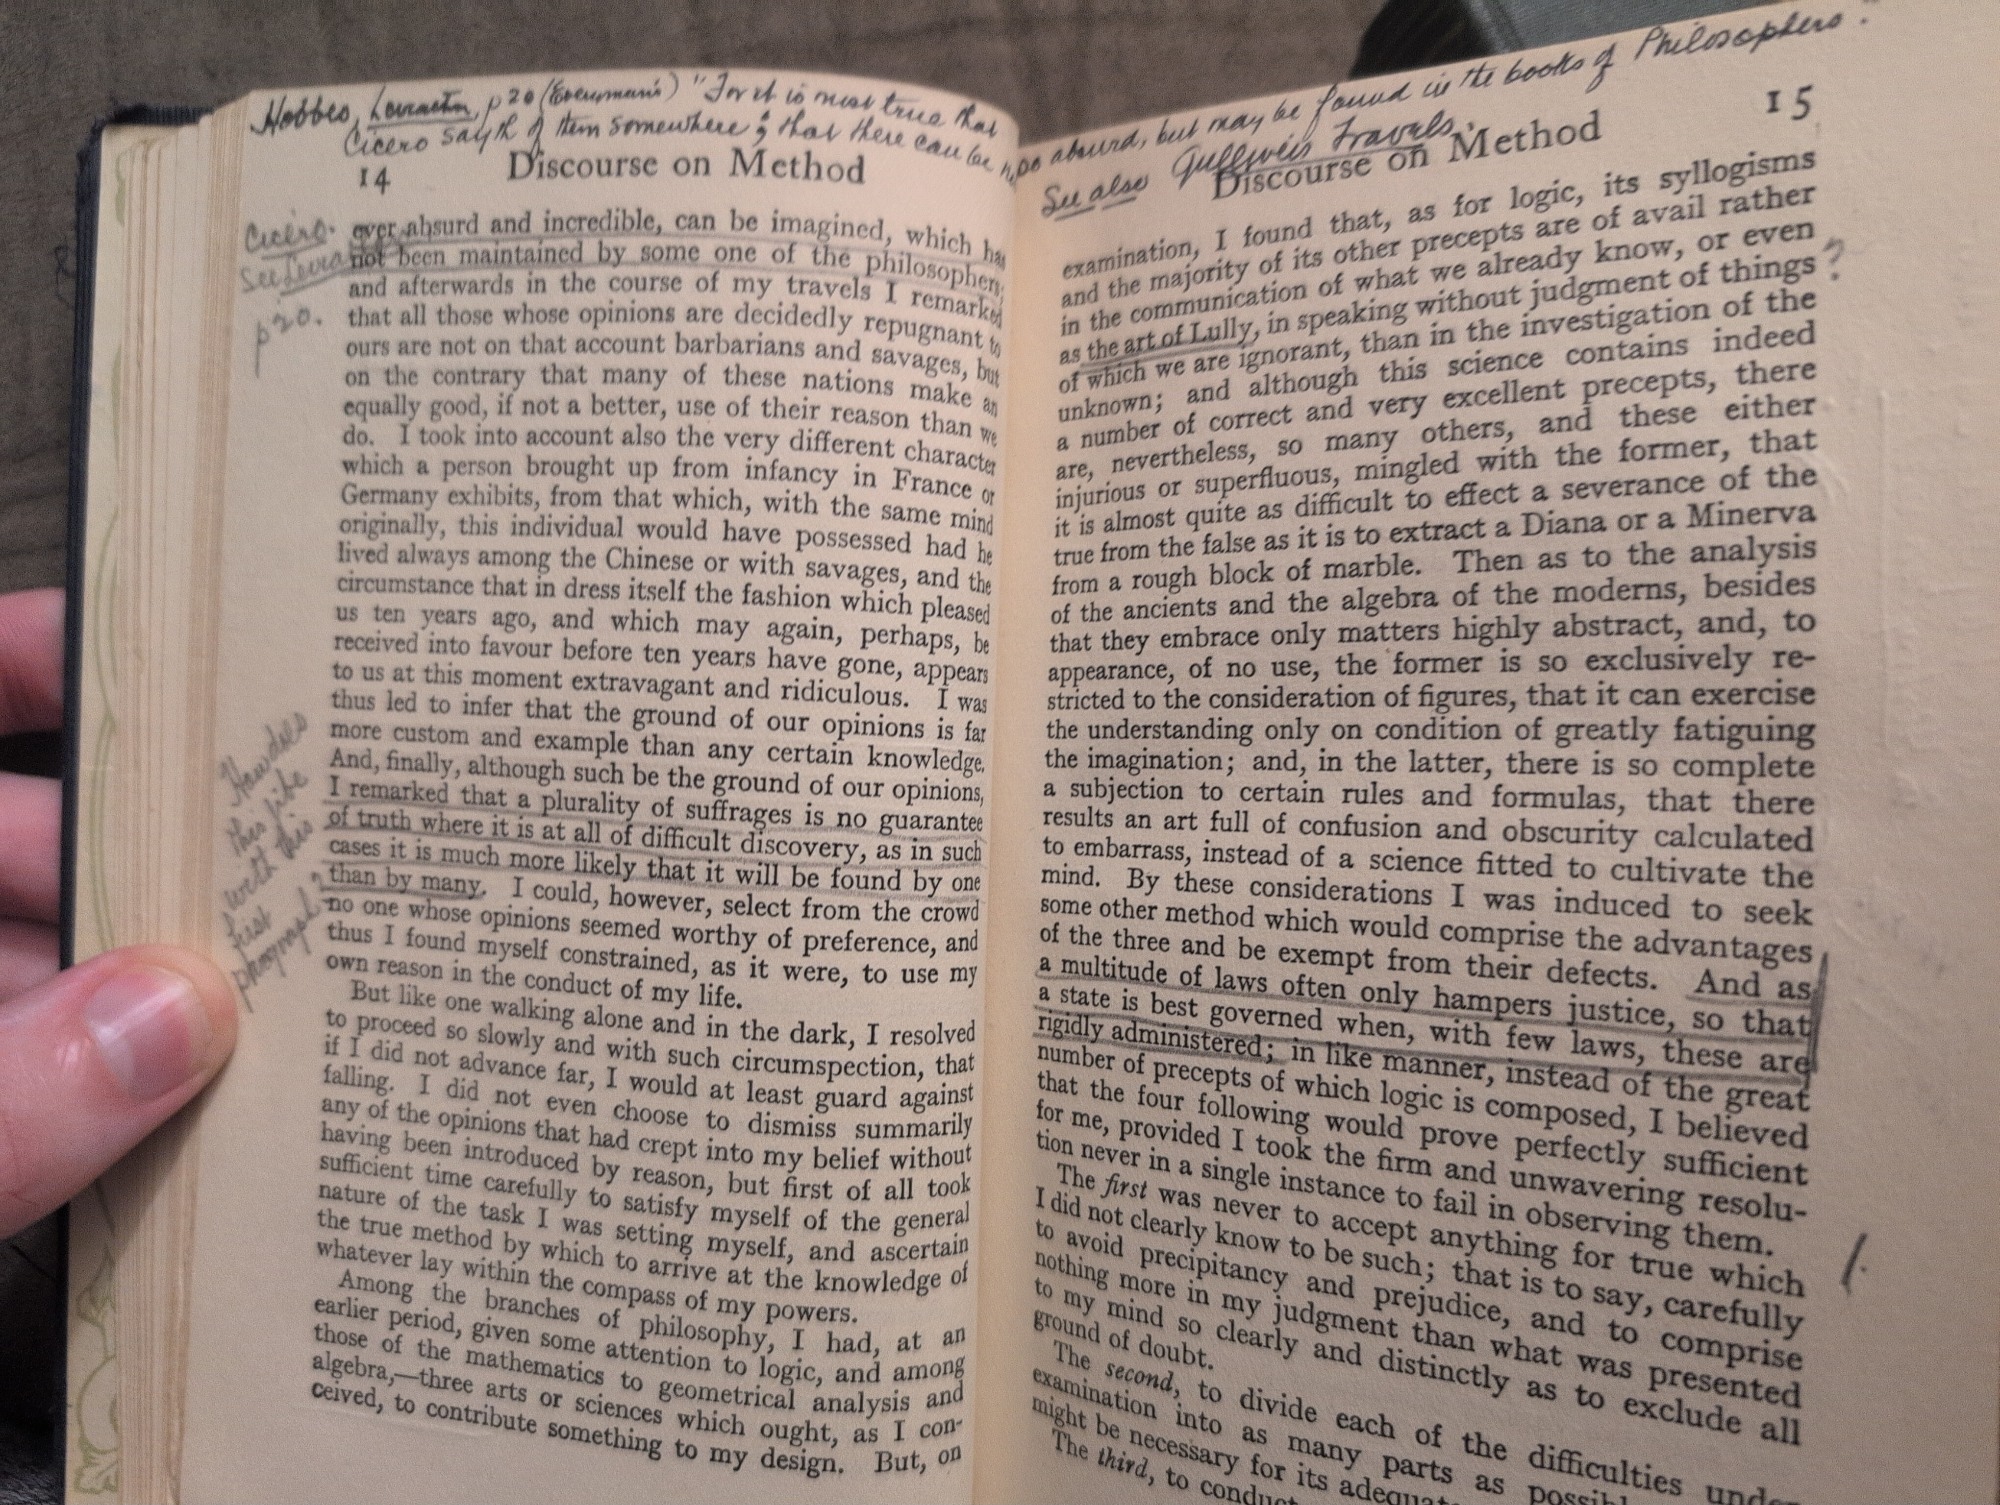 Hobbes, Leviathan, p 20 (Everyman's) "For it is most true that
Cicero sayth of them somewhere; that there can be nothing so absurd, but may be found in the books of Philosophers."
See also Gulliver's Travels.
14
Discourse on Method
Cicero.
See Levia
p 20.
ever absurd and incredible, can be imagined, which has
not been maintained by some one of the philosophers;
and afterwards in the course of my travels I remarked
that all those whose opinions are decidedly repugnant to
ours are not on that account barbarians and savages, but
on the contrary that many of these nations make an
equally good, if not a better, use of their reason than we
do. I took into account also the very different character
which a person brought up from infancy in France or
Germany exhibits, from that which, with the same mind
originally, this individual would have possessed had he
lived always among the Chinese or with savages, and the
circumstance that in dress itself the fashion which pleased
us ten years ago, and which may again, perhaps, be
received into favour before ten years have gone, appears
to us at this moment extravagant and ridiculous. I was
thus led to infer that the ground of our opinions is far
more custom and example than any certain knowledge.
And, finally, although such be the ground of our opinions,
I remarked that a plurality of suffrages is no guarantee
of truth where it is at all of difficult discovery, as in such
cases it is much more likely that it will be found by one
than by many. I could, however, select from the crowd
no one whose opinions seemed worthy of preference, and
thus I found myself constrained, as it were, to use my
own reason in the conduct of my life.
How does
this fit
with this
first
paragraph?
But like one walking alone and in the dark, I resolved
to proceed so slowly and with such circumspection, that
if I did not advance far, I would at least guard against
falling. I did not even choose to dismiss summarily
any of the opinions that had crept into my belief without
having been introduced by reason, but first of all took
sufficient time carefully to satisfy myself of the general
nature of the task I was setting myself, and ascertain
the true method by which to arrive at the knowledge of
whatever lay within the compass of my powers.
Among the branches of philosophy, I had, at an
earlier period, given some attention to logic, and among
those of the mathematics to geometrical analysis and
algebra,—three arts or sciences which ought, as I con-
ceived, to contribute something to my design. But, on
Discourse on Method
15
examination, I found that, as for logic, its syllogisms
and the majority of its other precepts are of avail rather
in the communication of what we already know, or even
as the art of Lully, in speaking without judgment of things
?
of which we are ignorant, than in the investigation of the
unknown; and although this science contains indeed
a number of correct and very excellent precepts, there
are, nevertheless, so many others, and these either
injurious or superfluous, mingled with the former, that
it is almost quite as difficult to effect a severance of the
true from the false as it is to extract a Diana or a Minerva
from a rough block of marble. Then as to the analysis
of the ancients and the algebra of the moderns, besides
that they embrace only matters highly abstract, and, to
appearance, of no use, the former is so exclusively re-
stricted to the consideration of figures, that it can exercise
the understanding only on condition of greatly fatiguing
the imagination; and, in the latter, there is so complete
a subjection to certain rules and formulas, that there
results an art full of confusion and obscurity calculated
to embarrass, instead of a science fitted to cultivate the
mind. By these considerations I was induced to seek
some other method which would comprise the advantages
of the three and be exempt from their defects. And as
a multitude of laws often only hampers justice, so that
a state is best governed when, with few laws, these are
rigidly administered; in like manner, instead of the great
number of precepts of which logic is composed, I believed
that the four following would prove perfectly sufficient
for me, provided I took the firm and unwavering resolu-
tion never in a single instance to fail in observing them.
The first was never to accept anything for true which
1.
I did not clearly know to be such; that is to say, carefully
to avoid precipitancy and prejudice, and to comprise
nothing more in my judgment than what was presented
to my mind so clearly and distinctly as to exclude all
ground of doubt.
The second, to divide each of the difficulties under
examination into as many parts as possib
might be necessary for its adequat
The third, to conduct